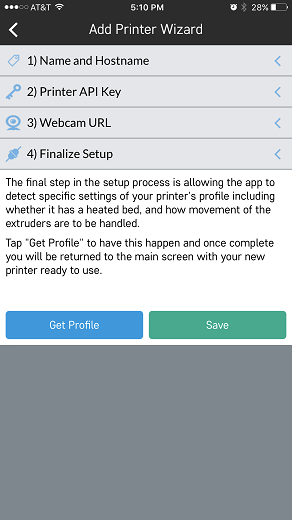 AT&T 5:10 PM 28%
Add Printer Wizard
1) Name and Hostname
2) Printer API Key
3) Webcam URL
4) Finalize Setup
The final step in the setup process is allowing the app to
detect specific settings of your printer's profile including
whether it has a heated bed, and how movement of the
extruders are to be handled.
Tap "Get Profile" to have this happen and once complete
you will be returned to the main screen with your new
printer ready to use.
Get Profile Save